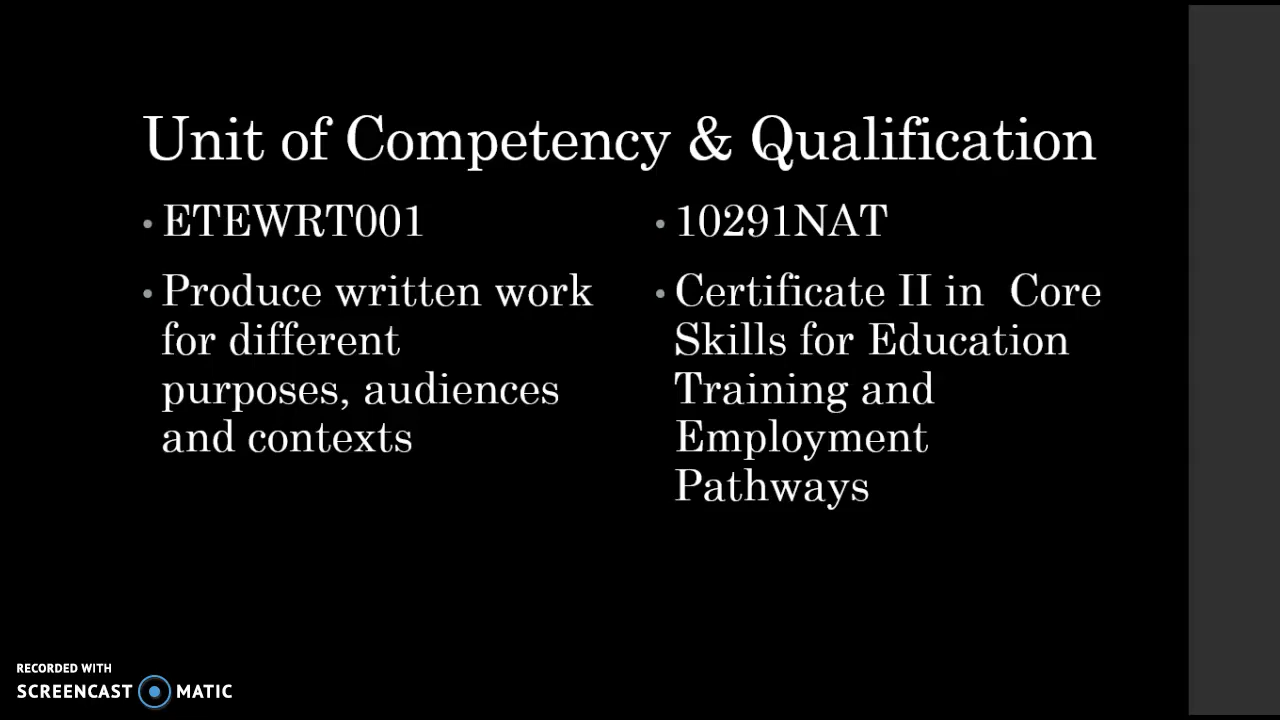 Unit of Competency & Qualification
• ETEWRT001
• Produce written work
for different
purposes, audiences
and contexts
• 10291NAT
• Certificate II in  Core
Skills for Education
Training and
Employment
Pathways
RECORDED WITH
SCREENCAST MATIC